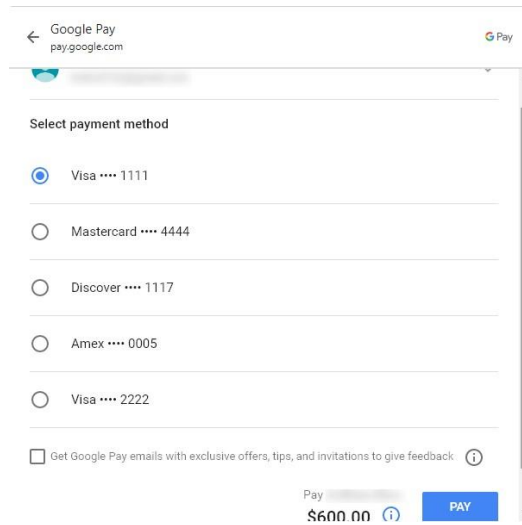 Google Pay
pay.google.com
G Pay
Select payment method
Visa •••• 1111
Mastercard •••• 4444
Discover •••• 1117
Amex •••• 0005
Visa •••• 2222
Get Google Pay emails with exclusive offers, tips, and invitations to give feedback
Pay
$600.00
PAY